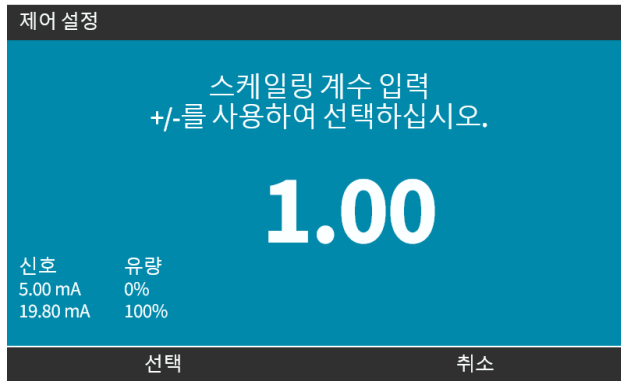 제어 설정
스케일링 계수 입력
+/-를 사용하여 선택하십시오.
1.00
신호 유량
5.00 mA 0%
19.80 mA 100%
선택 취소